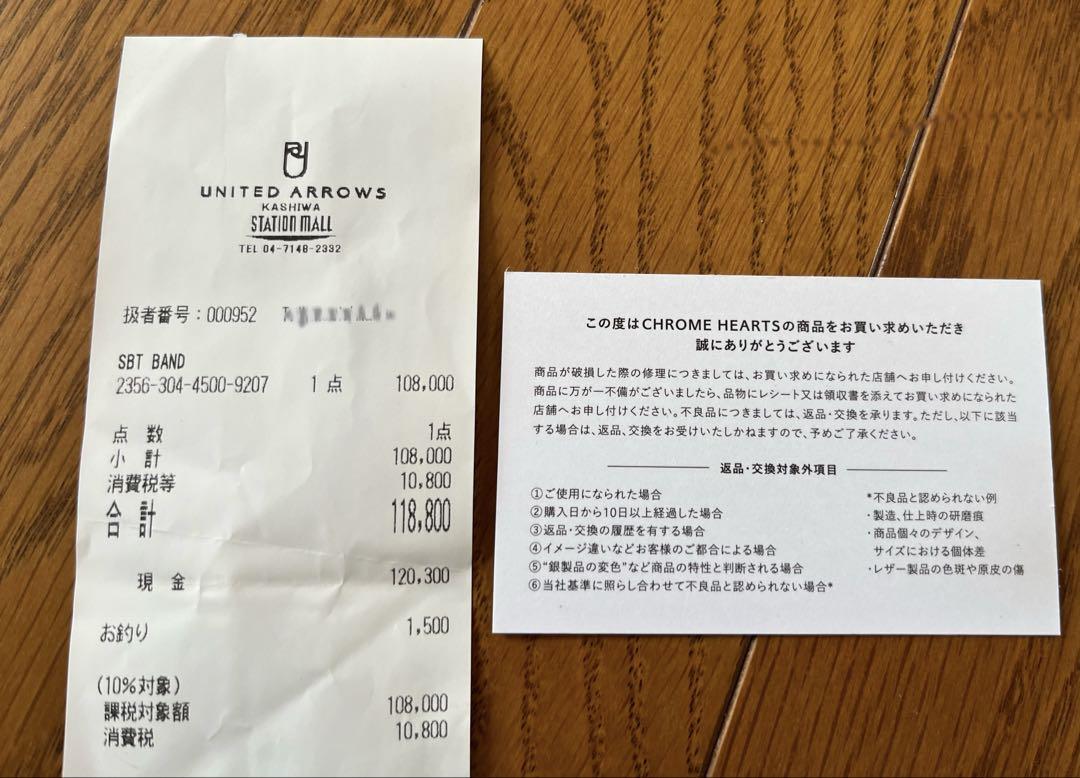 UNITED ARROWS
KASHIWA
STATION MALL
TEL 04-7148-2332
扱者番号：000952
SBT BAND
2356-304-4500-9207 1点 108,000
点 数 1点
小 計 108,000
消費税等 10,800
合 計 118,800
現 金 120,300
お釣り 1,500
(10%対象)
課税対象額 108,000
消費税 10,800
この度はCHROME HEARTSの商品をお買い求めいただき
誠にありがとうございます
商品が破損した際の修理につきましては、お買い求めになられた店舗へお申し付けください。
商品に万が一不備がございましたら、品物にレシート又は領収書を添えてお買い求めになられた
店舗へお申し付けください。不良品につきましては、返品・交換を承ります。ただし、以下に該当
する場合は、返品、交換をお受けいたしかねますので、予めご了承ください。
返品・交換対象外項目
①ご使用になられた場合
②購入日から10日以上経過した場合
③返品・交換の履歴を有する場合
④イメージ違いなどお客様のご都合による場合
⑤“銀製品の変色”など商品の特性と判断される場合
⑥当社基準に照らし合わせて不良品と認められない場合*
*不良品と認められない例
・製造、仕上時の研磨痕
・商品個々のデザイン、
サイズにおける個体差
・レザー製品の色斑や原皮の傷